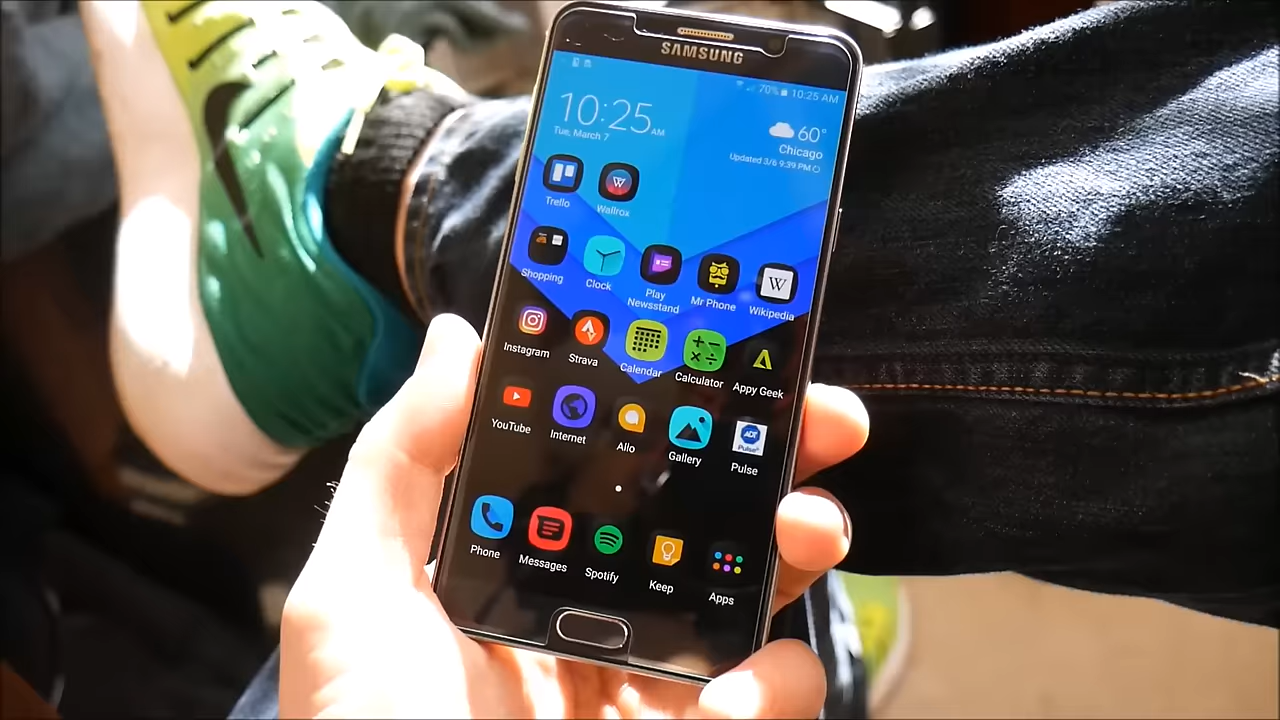 SAMSUNG
70% 10:25 AM
10:25 AM
Tue, March 7
60°
Chicago
Updated 3/6 9:39 PM
Trello
Wallrox
Shopping
Clock
Play Newsstand
Mr Phone
W
Wikipedia
Instagram
Strava
Calendar
Calculator
Appy Geek
YouTube
Internet
Allo
Gallery
ADT
Pulse
Pulse
Phone
Messages
Spotify
Keep
Apps